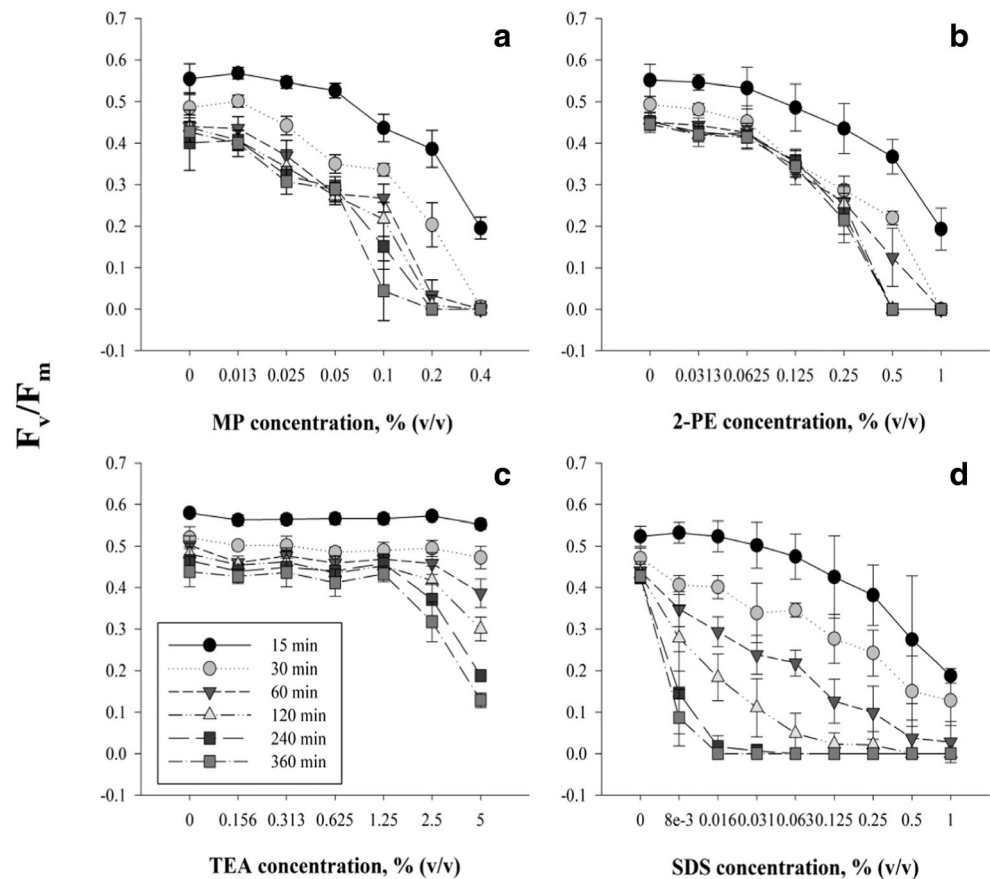 a
0.7
0.6
0.5
0.4
0.3
0.2
0.1
0.0
-0.1
0 0.013 0.025 0.05 0.1 0.2 0.4
MP concentration, % (v/v)
b
0.7
0.6
0.5
0.4
0.3
0.2
0.1
0.0
-0.1
0 0.0313 0.0625 0.125 0.25 0.5 1
2-PE concentration, % (v/v)
Fv/Fm
c
0.7
0.6
0.5
0.4
0.3
0.2
0.1
0.0
-0.1
15 min
30 min
60 min
120 min
240 min
360 min
0 0.156 0.313 0.625 1.25 2.5 5
TEA concentration, % (v/v)
d
0.7
0.6
0.5
0.4
0.3
0.2
0.1
0.0
-0.1
0 8e-3 0.016 0.031 0.063 0.125 0.25 0.5 1
SDS concentration, % (v/v)